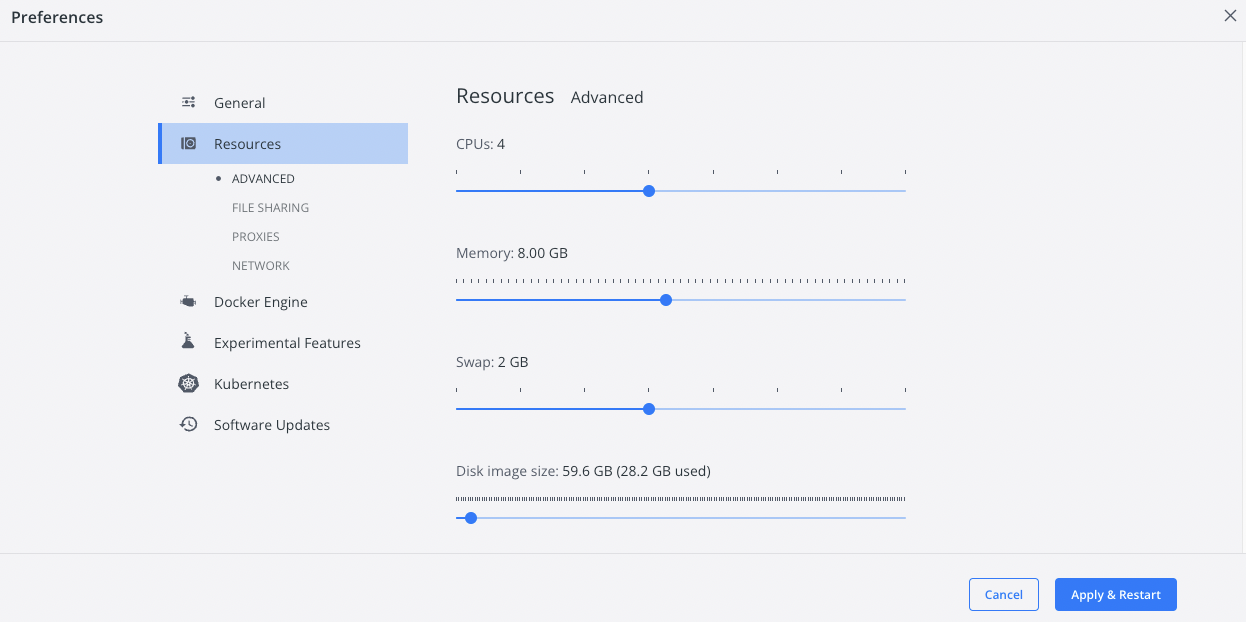 Preferences
General
Resources
ADVANCED
FILE SHARING
PROXIES
NETWORK
Docker Engine
Experimental Features
Kubernetes
Software Updates
Resources Advanced
CPUs: 4
Memory: 8.00 GB
Swap: 2 GB
Disk image size: 59.6 GB (28.2 GB used)
Cancel
Apply & Restart